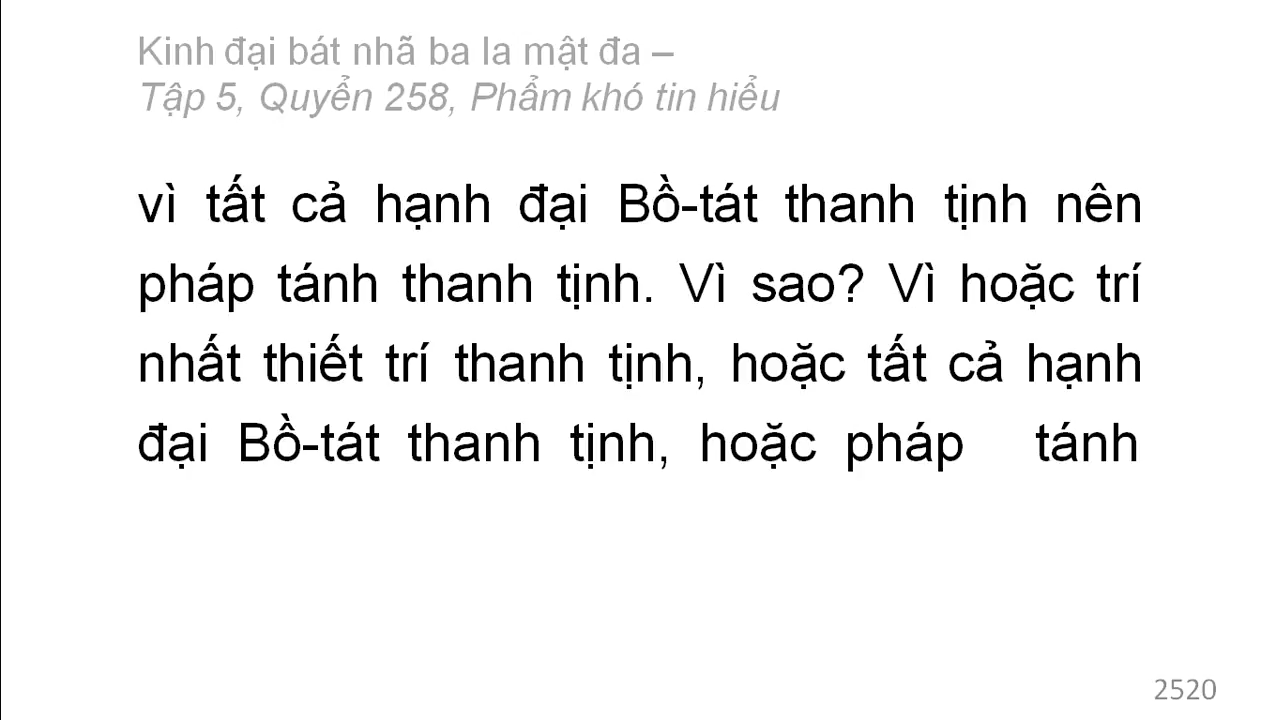 Kinh đại bát nhã ba la mật đa –
Tập 5, Quyển 258, Phẩm khó tin hiểu
vì tất cả hạnh đại Bồ-tát thanh tịnh nên
pháp tánh thanh tịnh. Vì sao? Vì hoặc trí
nhất thiết trí thanh tịnh, hoặc tất cả hạnh
đại Bồ-tát thanh tịnh, hoặc pháp tánh
2520